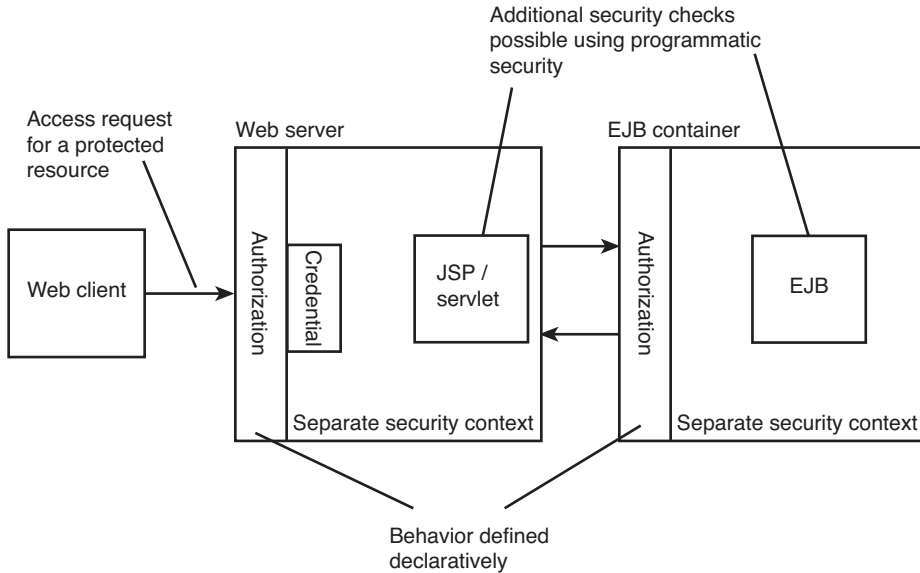 Additional security checks
possible using programmatic
security
Access request
for a protected
resource
Web server
EJB container
Web client
Authorization
Credential
JSP /
servlet
Authorization
EJB
Separate security context
Separate security context
Behavior defined
declaratively